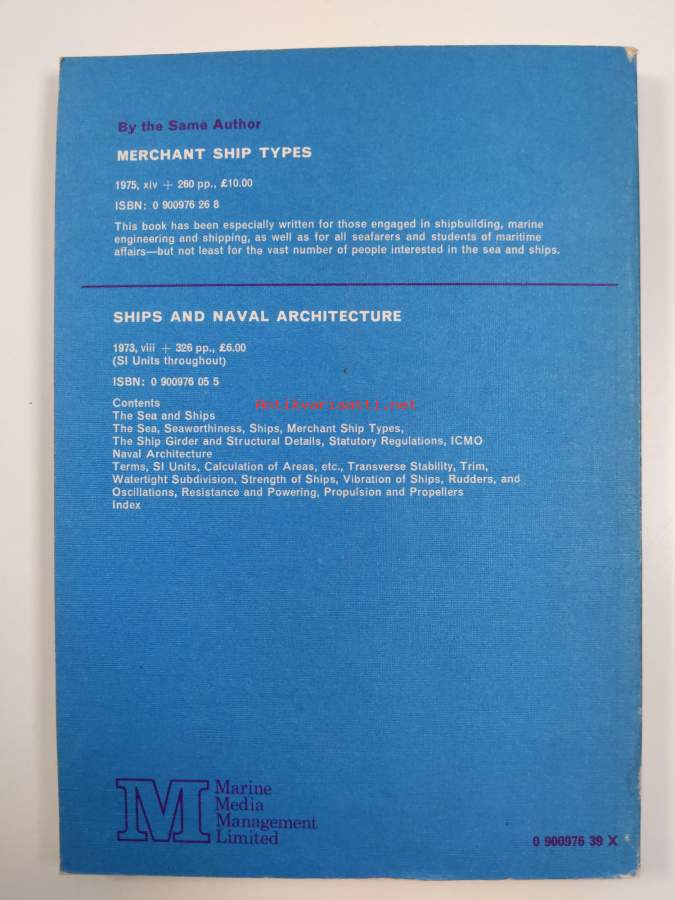 By the Same Author
MERCHANT SHIP TYPES
1975, xiv + 260 pp., £10.00
ISBN: 0 900976 26 8
This book has been especially written for those engaged in shipbuilding, marine
engineering and shipping, as well as for all seafarers and students of maritime
affairs—but not least for the vast number of people interested in the sea and ships.
SHIPS AND NAVAL ARCHITECTURE
1973, viii + 326 pp., £6.00
(SI Units throughout)
ISBN: 0 900976 05 5
Contents
Antikvariaatti.net
The Sea and Ships
The Sea, Seaworthiness, Ships, Merchant Ship Types,
The Ship Girder and Structural Details, Statutory Regulations, ICMO
Naval Architecture
Terms, SI Units, Calculation of Areas, etc., Transverse Stability, Trim,
Watertight Subdivision, Strength of Ships, Vibration of Ships, Rudders, and
Oscillations, Resistance and Powering, Propulsion and Propellers
Index
M
Marine
Media
Management
Limited
0 900976 39 X